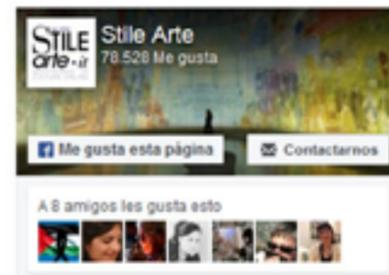 STILE
arte.it
Stile Arte
78.528 Me gusta
Me gusta esta página
Contactarnos
A 8 amigos les gusta esto